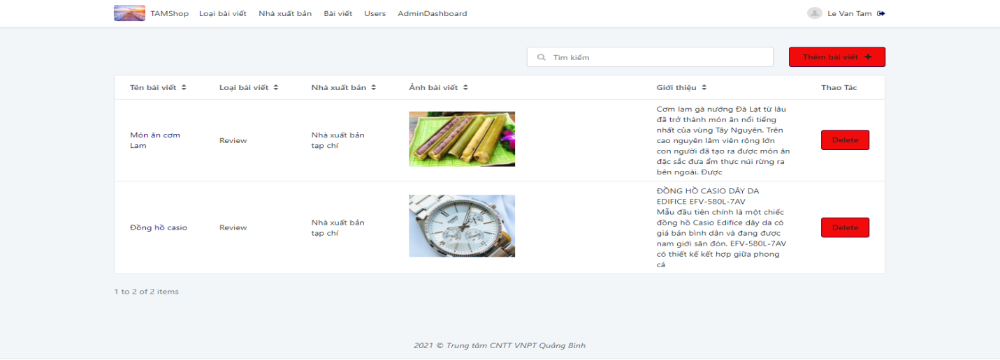 TAMShop Loại bài viết Nhà xuất bản Bài viết Users AdminDashboard Le Van Tam
Tìm kiếm Thêm bài viết
Tên bài viết Loại bài viết Nhà xuất bản Ảnh bài viết Giới thiệu Thao Tác
Món ăn cơm
Lam
Review
Nhà xuất bản
tạp chí
Cơm lam gà nướng Đà Lạt từ lâu
đã trở thành món ăn nổi tiếng
nhất của vùng Tây Nguyên. Trên
cao nguyên lâm viên rộng lớn
con người đã tạo ra được món ăn
đặc sắc đưa ẩm thực núi rừng ra
bên ngoài. Được
Delete
Đồng hồ casio
Review
Nhà xuất bản
tạp chí
ĐỒNG HỒ CASIO DÂY DA
EDIFICE EFV-580L-7AV
Mẫu đầu tiên chính là một chiếc
đồng hồ Casio Edifice dây da có
giá bán bình dân và đang được
nam giới săn đón. EFV-580L-7AV
có thiết kế kết hợp giữa phong
cá
Delete
1 to 2 of 2 items
2021 © Trung tâm CNTT VNPT Quảng Bình